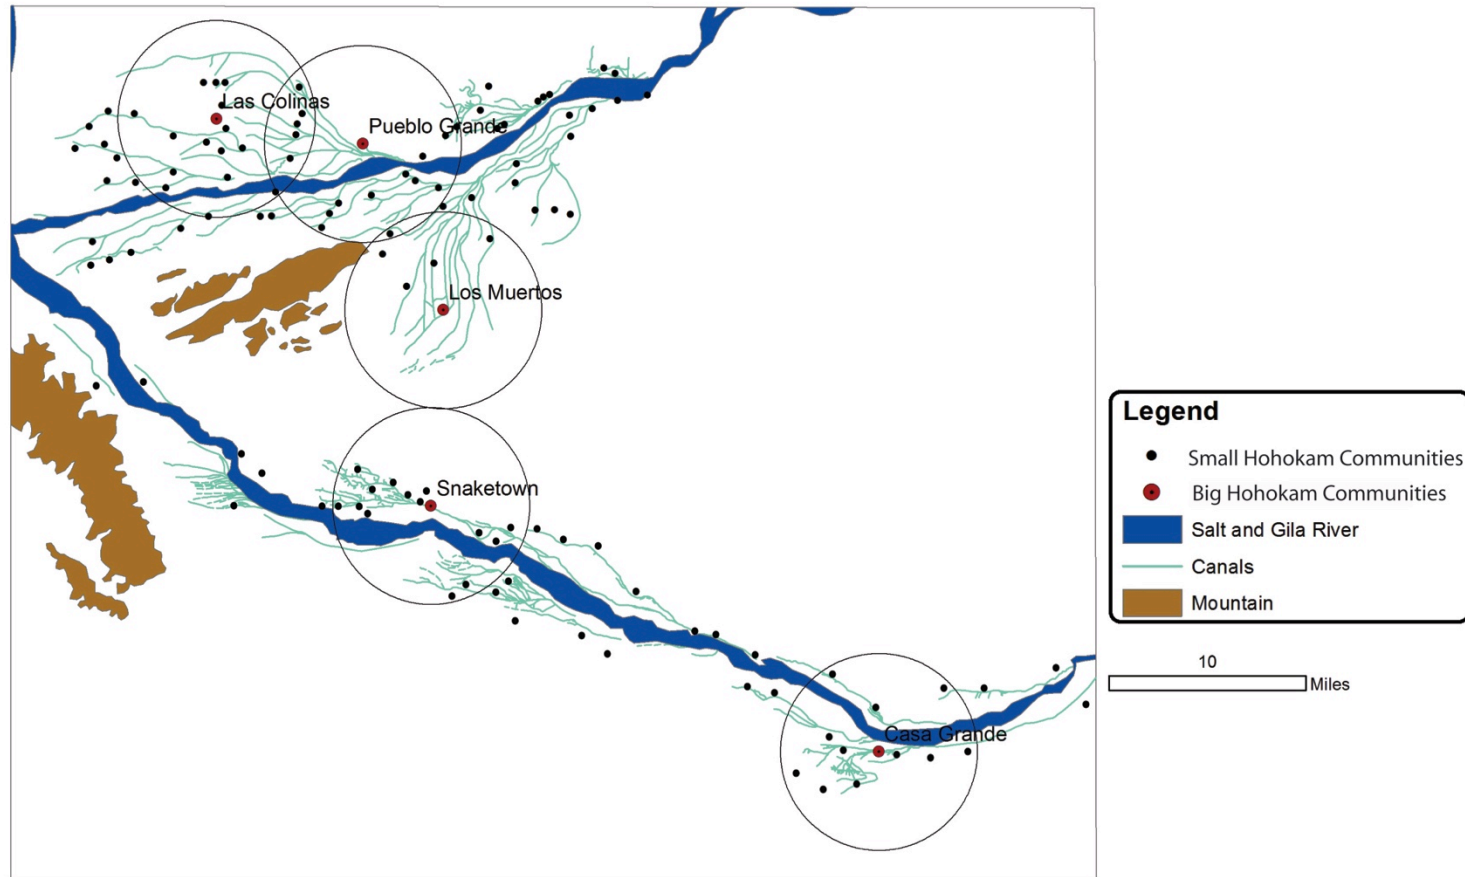 Las Colinas
Pueblo Grande
Los Muertos
Snaketown
Casa Grande
Legend
Small Hohokam Communities
Big Hohokam Communities
Salt and Gila River
Canals
Mountain
10
Miles